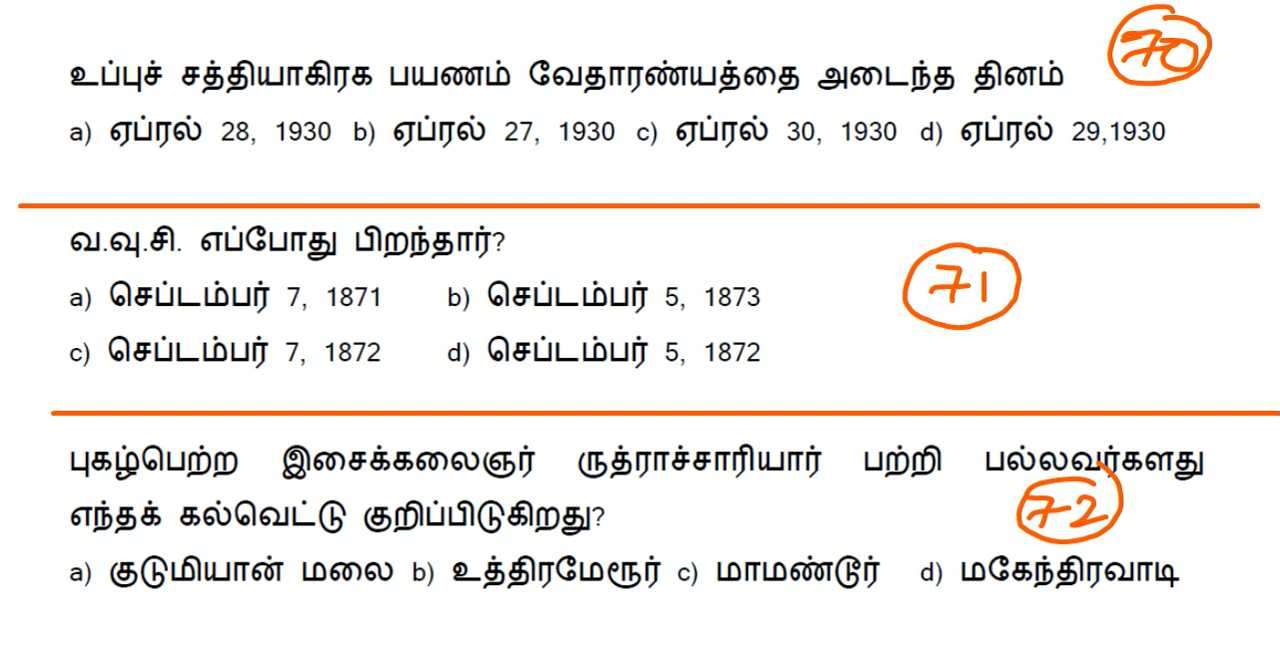 70
உப்புச் சத்தியாகிரக பயணம் வேதாரண்யத்தை அடைந்த தினம்
a) ஏப்ரல் 28, 1930 b) ஏப்ரல் 27, 1930 c) ஏப்ரல் 30, 1930 d) ஏப்ரல் 29,1930
வ.வு.சி. எப்போது பிறந்தார்?
71
a) செப்டம்பர் 7, 1871 b) செப்டம்பர் 5, 1873
c) செப்டம்பர் 7, 1872 d) செப்டம்பர் 5, 1872
புகழ்பெற்ற இசைக்கலைஞர் ருத்ராச்சாரியார் பற்றி பல்லவர்களது
எந்தக் கல்வெட்டு குறிப்பிடுகிறது?
72
a) குடுமியான் மலை b) உத்திரமேரூர் c) மாமண்டூர் d) மகேந்திரவாடி